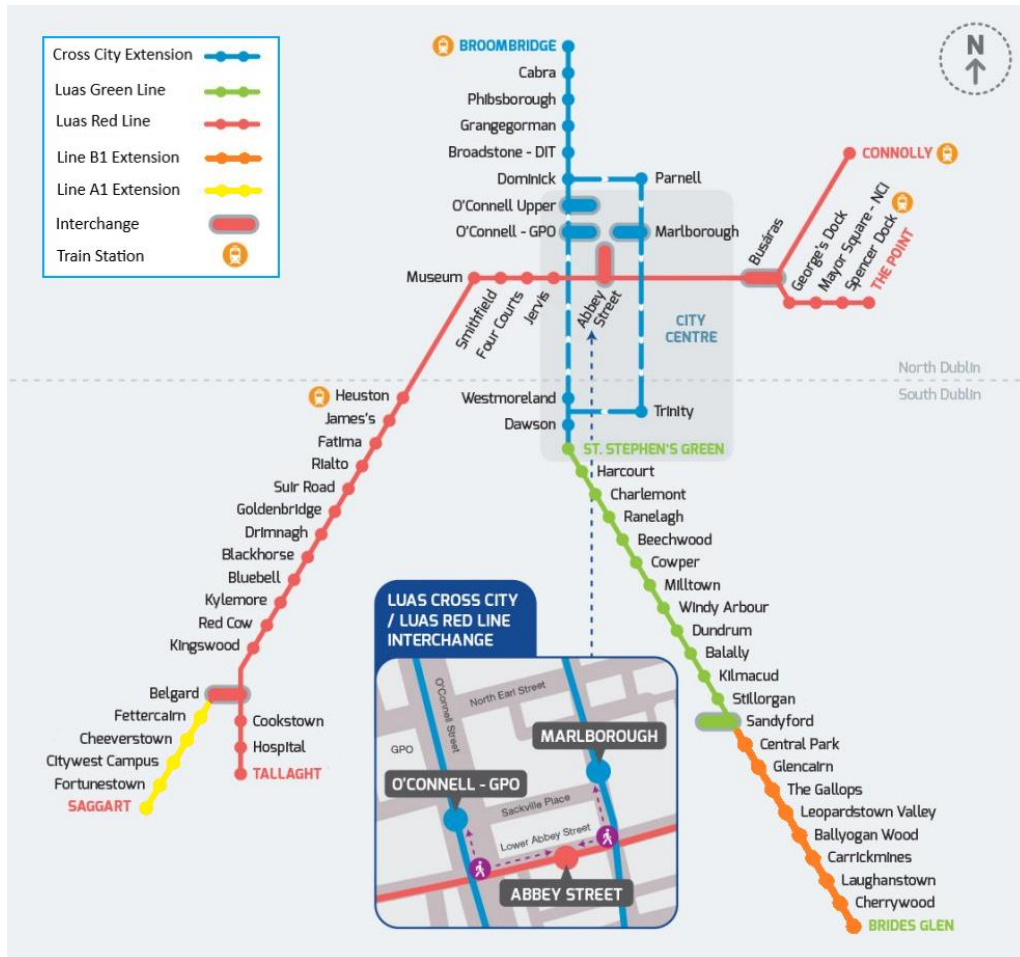 Cross City Extension
Luas Green Line
Luas Red Line
Line B1 Extension
Line A1 Extension
Interchange
Train Station
N
BROOMBRIDGE
Cabra
Phibsborough
Grangegorman
Broadstone - DIT
Dominick
Parnell
O'Connell Upper
O'Connell - GPO
Marlborough
CONNOLLY
Museum
Smithfield
Four Courts
Jervis
Abbey
Street
Busáras
George's Dock
Mayor Square - NCI
Spencer Dock
THE POINT
CITY
CENTRE
North Dublin
South Dublin
Heuston
James's
Fatima
Rialto
Suir Road
Goldenbridge
Drimnagh
Blackhorse
Bluebell
Kylemore
Red Cow
Kingswood
Belgard
Fettercairn
Cheeverstown
Citywest Campus
Fortunestown
SAGGART
Cookstown
Hospital
TALLAGHT
Westmoreland
Trinity
Dawson
ST. STEPHEN'S GREEN
Harcourt
Charlemont
Ranelagh
Beechwood
Cowper
Milltown
Windy Arbour
Dundrum
Balally
Kilmacud
Stillorgan
Sandyford
Central Park
Glencairn
The Gallops
Leopardstown Valley
Ballyogan Wood
Carrickmines
Laughanstown
Cherrywood
BRIDES GLEN
LUAS CROSS CITY
/ LUAS RED LINE
INTERCHANGE
O'Connell Street
North Earl Street
GPO
MARLBOROUGH
O'CONNELL - GPO
Sackville Place
Lower Abbey Street
ABBEY STREET